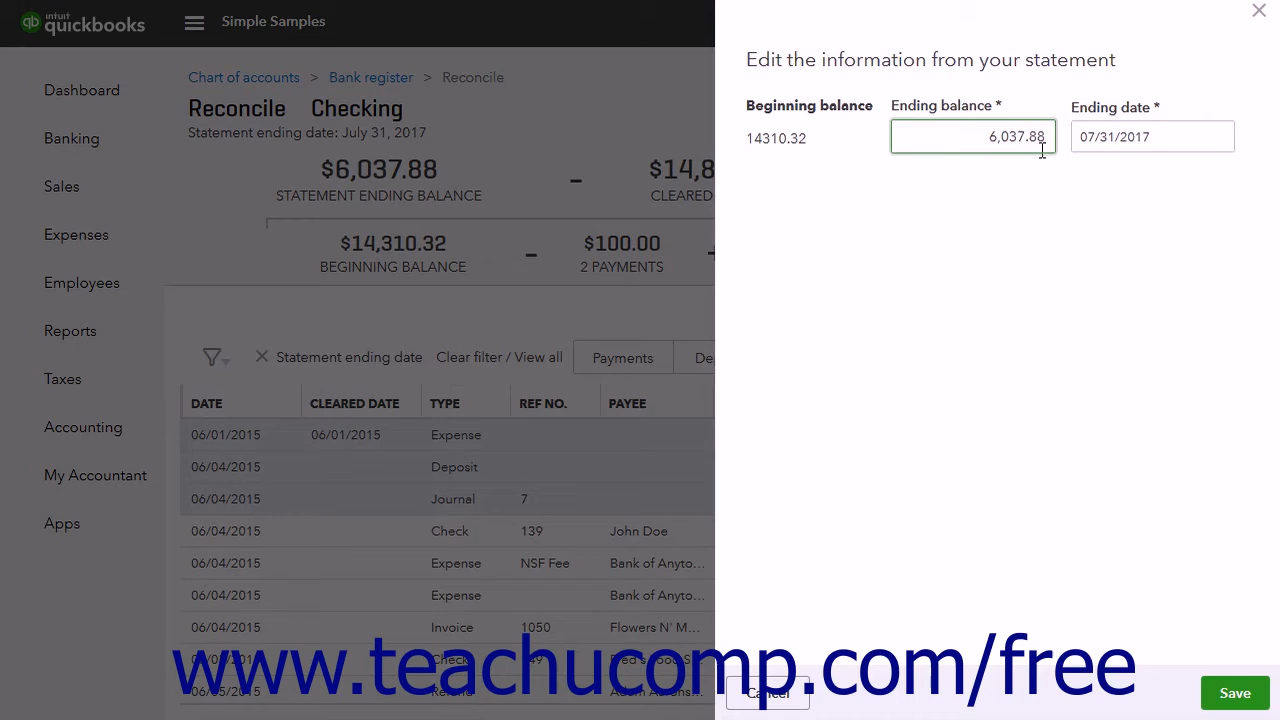 intuit
quickbooks
Simple Samples
Dashboard
Banking
Sales
Expenses
Employees
Reports
Taxes
Accounting
My Accountant
Apps
Chart of accounts > Bank register > Reconcile
Reconcile Checking
Statement ending date: July 31, 2017
$6,037.88 – $14,8
STATEMENT ENDING BALANCE CLEARED
$14,310.32 – $100.00 +
BEGINNING BALANCE 2 PAYMENTS
× Statement ending date Clear filter / View all Payments De
DATE CLEARED DATE TYPE REF NO. PAYEE
06/01/2015 06/01/2015 Expense
06/04/2015 Deposit
06/04/2015 Journal 7
06/04/2015 Check 139 John Doe
06/04/2015 Expense NSF Fee Bank of Anyto...
06/04/2015 Expense Bank of Anyto...
06/04/2015 Invoice 1050 Flowers N' M...
Edit the information from your statement
Beginning balance Ending balance * Ending date *
14310.32 6,037.88 07/31/2017
www.teachucomp.com/free
Cancel Save